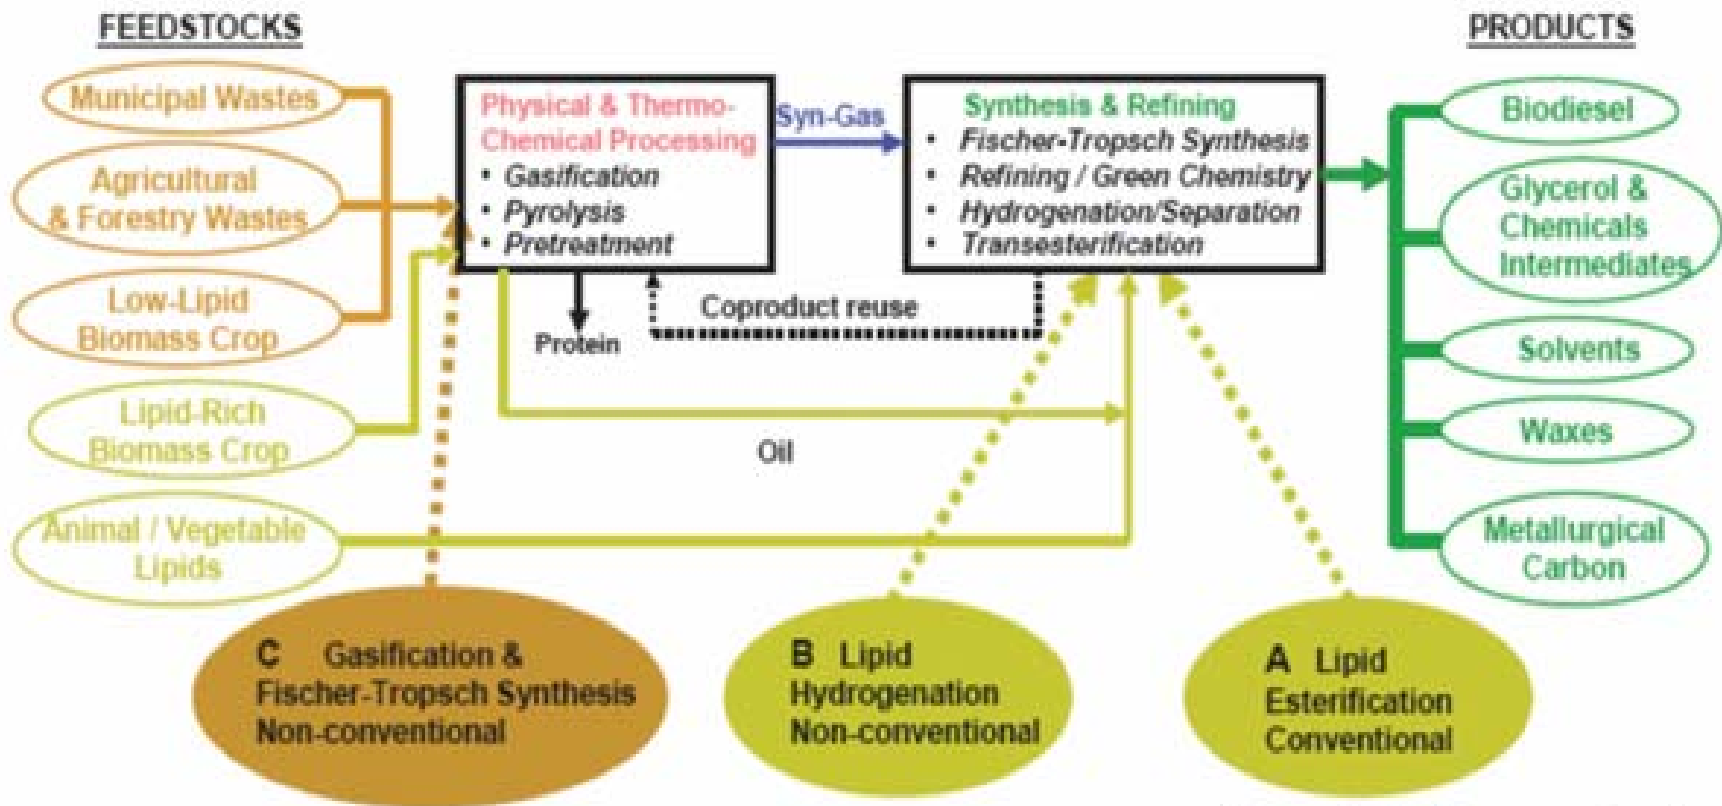 FEEDSTOCKS
Municipal Wastes
Agricultural
& Forestry Wastes
Low-Lipid
Biomass Crop
Lipid-Rich
Biomass Crop
Animal / Vegetable
Lipids
Physical & Thermo-
Chemical Processing
• Gasification
• Pyrolysis
• Pretreatment
Syn-Gas
Synthesis & Refining
• Fischer-Tropsch Synthesis
• Refining / Green Chemistry
• Hydrogenation/Separation
• Transesterification
Coproduct reuse
Protein
Oil
PRODUCTS
Biodiesel
Glycerol &
Chemicals
Intermediates
Solvents
Waxes
Metallurgical
Carbon
C Gasification &
Fischer-Tropsch Synthesis
Non-conventional
B Lipid
Hydrogenation
Non-conventional
A Lipid
Esterification
Conventional